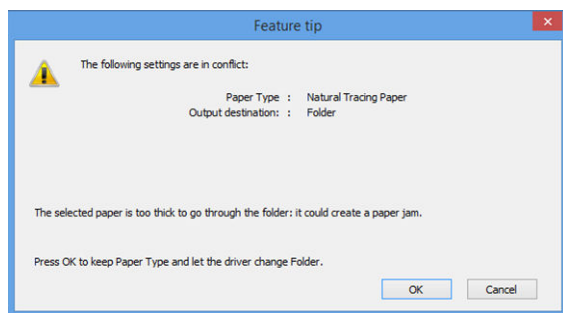 Feature tip
The following settings are in conflict:
Paper Type : Natural Tracing Paper
Output destination: : Folder
The selected paper is too thick to go through the folder: it could create a paper jam.
Press OK to keep Paper Type and let the driver change Folder.
OK Cancel